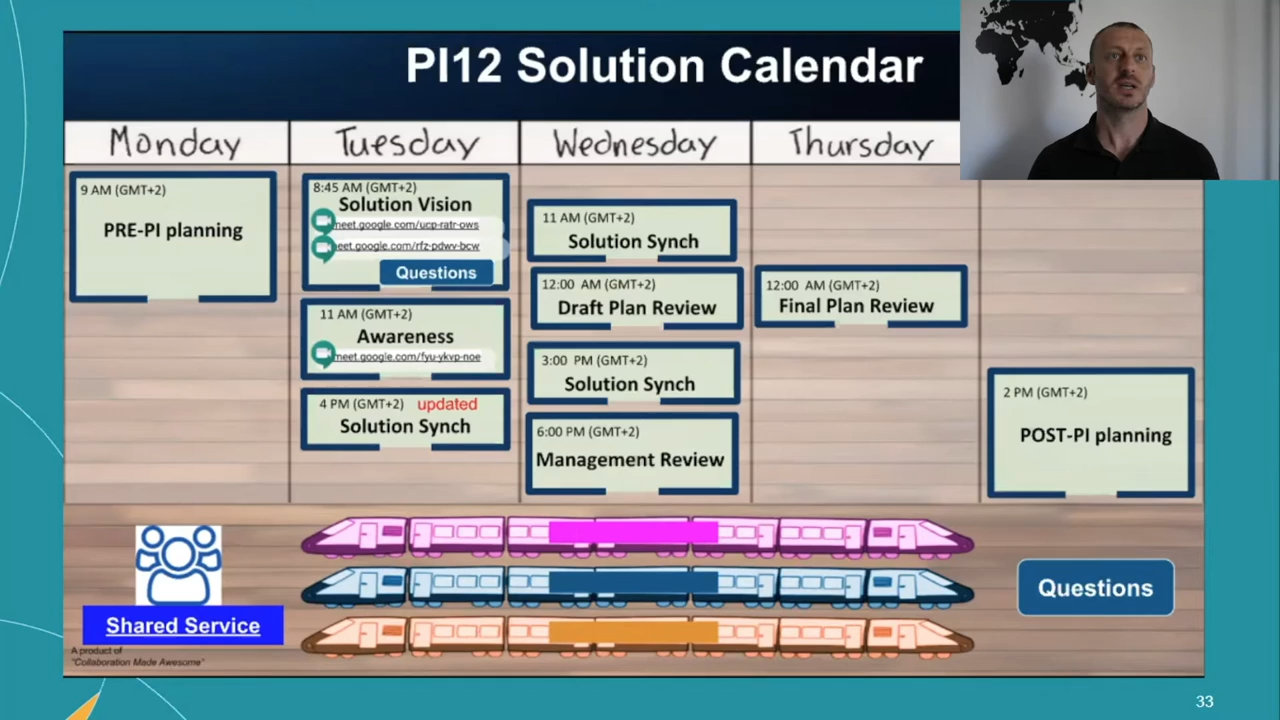 PI12 Solution Calendar
Monday
Tuesday
Wednesday
Thursday
9 AM (GMT+2)
PRE-PI planning
8:45 AM (GMT+2)
Solution Vision
meet.google.com/ucp-ratr-ows
meet.google.com/rfz-pdwv-bcw
Questions
11 AM (GMT+2)
Awareness
meet.google.com/fyu-ykvp-noe
4 PM (GMT+2) updated
Solution Synch
11 AM (GMT+2)
Solution Synch
12:00 AM (GMT+2)
Draft Plan Review
3:00 PM (GMT+2)
Solution Synch
6:00 PM (GMT+2)
Management Review
12:00 AM (GMT+2)
Final Plan Review
2 PM (GMT+2)
POST-PI planning
Shared Service
A product of
"Collaboration Made Awesome"
Questions
33